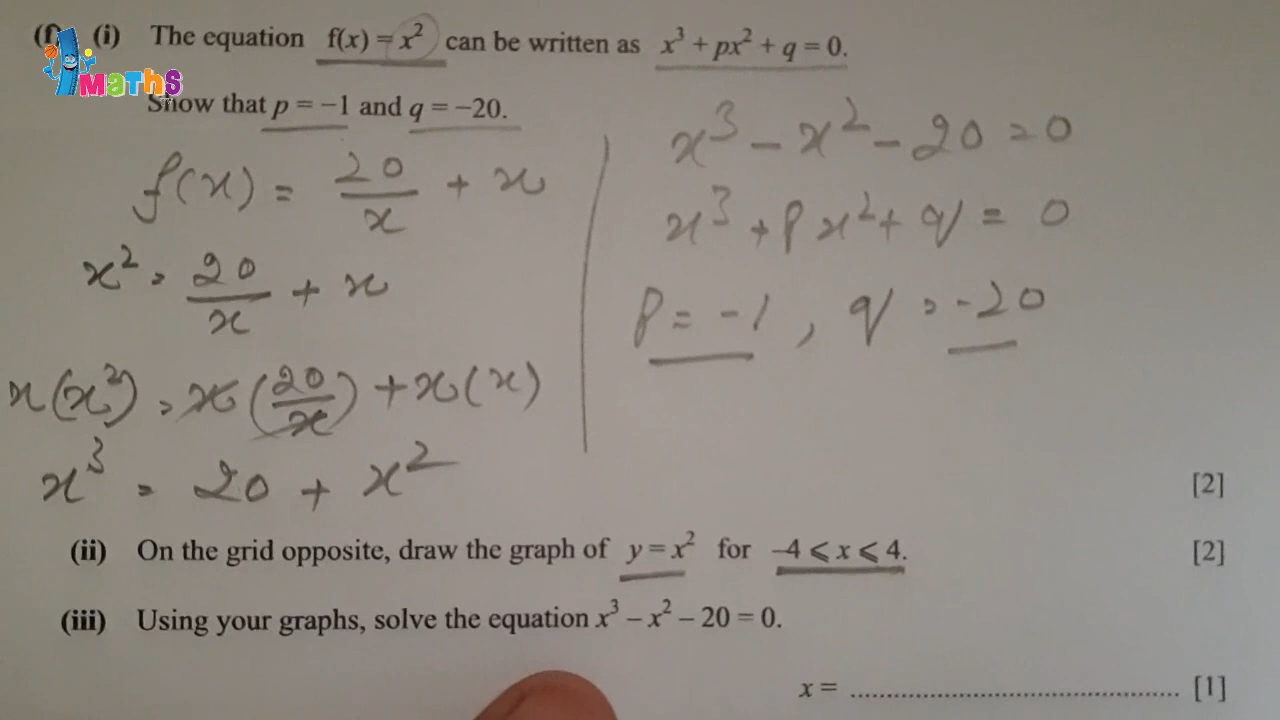 (f) (i) The equation f(x) = x² can be written as x³ + px² + q = 0.
Maths
Show that p = −1 and q = −20.
f(x) = 20/x + x
x² = 20/x + x
x(x²) = x(20/x) + x(x)
x³ = 20 + x²
x³ − x² − 20 = 0
x³ + px² + q = 0
p = −1, q = −20
[2]
(ii) On the grid opposite, draw the graph of y = x² for −4 ⩽ x ⩽ 4. [2]
(iii) Using your graphs, solve the equation x³ − x² − 20 = 0.
x = ................................................ [1]